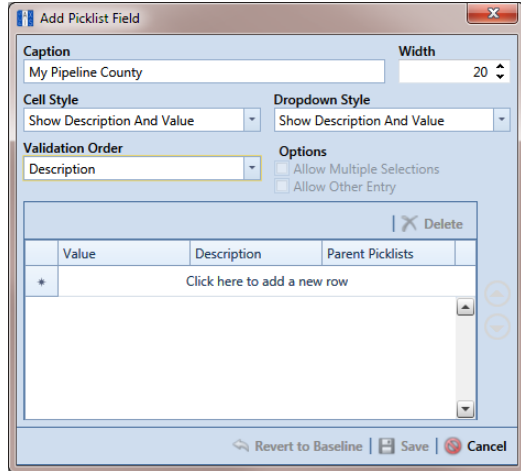 Add Picklist Field
Caption Width
My Pipeline County 20
Cell Style Dropdown Style
Show Description And Value Show Description And Value
Validation Order Options
Description Allow Multiple Selections
Allow Other Entry
Delete
Value Description Parent Picklists
Click here to add a new row
Revert to Baseline | Save | Cancel